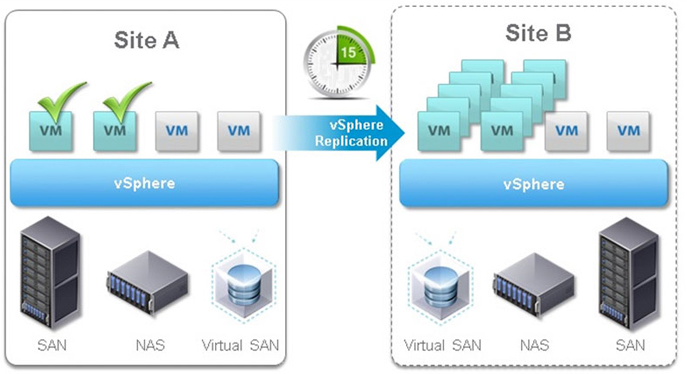 Site A
15
Site B
VM VM VM VM
vSphere
Replication
VM VM VM VM
vSphere
vSphere
SAN NAS Virtual SAN
Virtual SAN NAS SAN